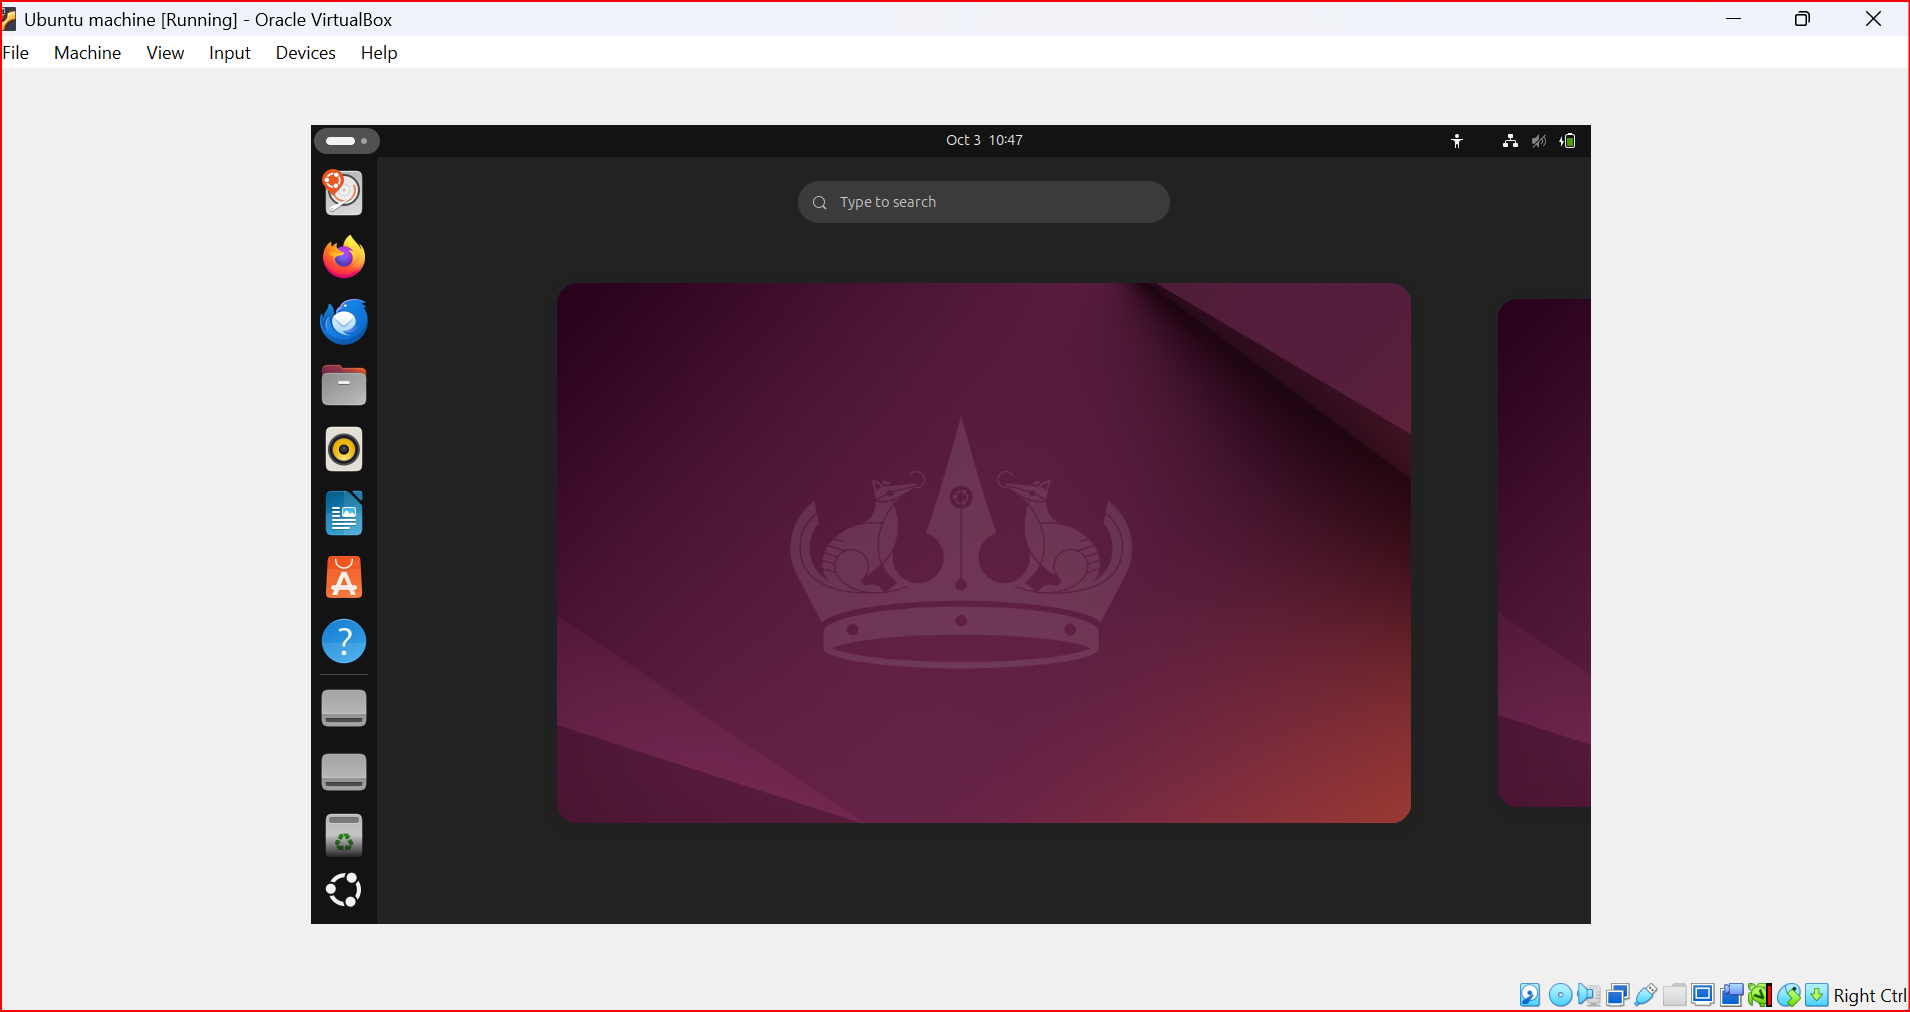 Ubuntu machine [Running] - Oracle VirtualBox
File Machine View Input Devices Help
Oct 3 10:47
Type to search
Right Ctrl